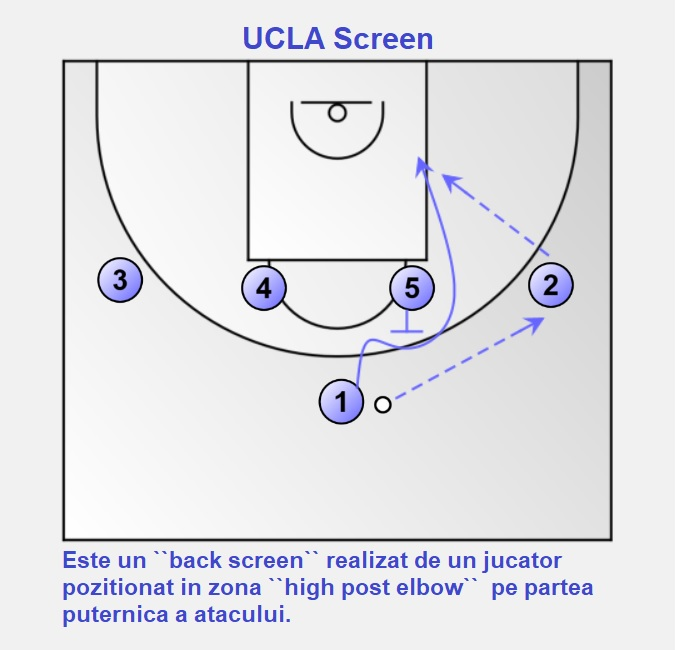 UCLA Screen
3
4
5
2
1
Este un ``back screen`` realizat de un jucator
pozitionat in zona ``high post elbow``  pe partea
puternica a atacului.